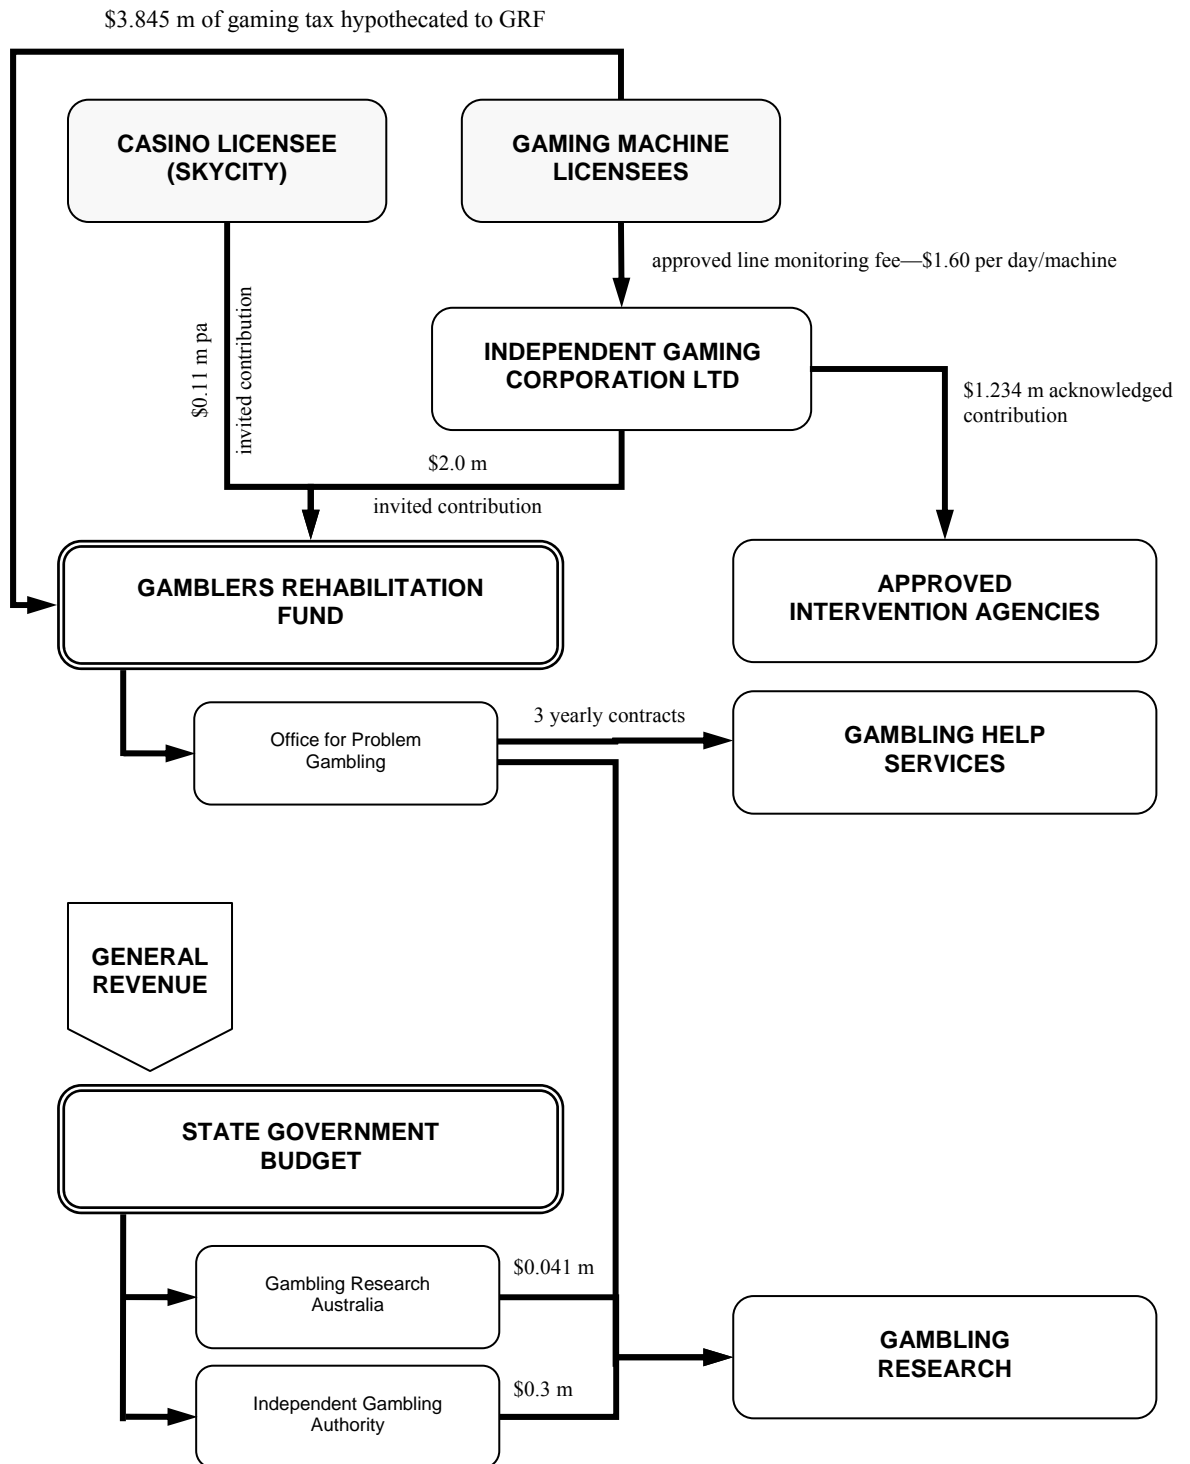 $3.845 m of gaming tax hypothecated to GRF
CASINO LICENSEE
(SKYCITY)
GAMING MACHINE
LICENSEES
approved line monitoring fee—$1.60 per day/machine
$0.11 m pa
invited contribution
INDEPENDENT GAMING
CORPORATION LTD
$1.234 m acknowledged
contribution
$2.0 m
invited contribution
GAMBLERS REHABILITATION
FUND
APPROVED
INTERVENTION AGENCIES
Office for Problem
Gambling
3 yearly contracts
GAMBLING HELP
SERVICES
GENERAL
REVENUE
STATE GOVERNMENT
BUDGET
Gambling Research
Australia
$0.041 m
GAMBLING
RESEARCH
Independent Gambling
Authority
$0.3 m